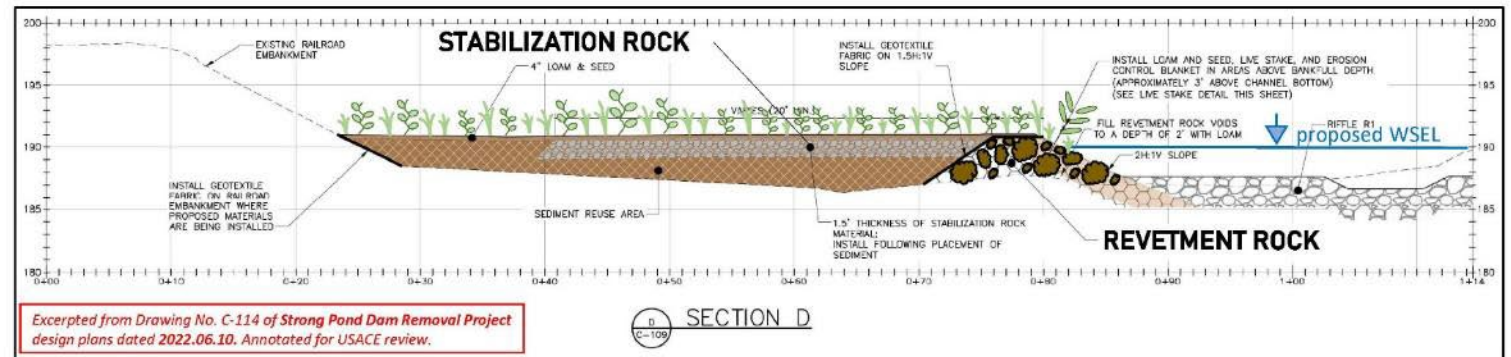 200
200
EXISTING RAILROAD
EMBANKMENT
STABILIZATION ROCK
4" LOAM & SEED
INSTALL GEOTEXTILE
FABRIC ON 1.5H:1V
SLOPE
INSTALL LOAM AND SEED, LIVE STAKE, AND EROSION
CONTROL BLANKET IN AREAS ABOVE BANKFULL DEPTH
(APPROXIMATELY 3' ABOVE CHANNEL BOTTOM)
(SEE LIVE STAKE DETAIL THIS SHEET)
195
195
VARIES (20' MIN.)
FILL REVETMENT ROCK VOIDS
TO A DEPTH OF 2' WITH LOAM
RIFFLE R1
proposed WSEL
190
190
2H:1V SLOPE
INSTALL GEOTEXTILE
FABRIC ON RAILROAD
EMBANKMENT WHERE
PROPOSED MATERIALS
ARE BEING INSTALLED
185
185
SEDIMENT REUSE AREA
1.5' THICKNESS OF STABILIZATION ROCK
MATERIAL;
INSTALL FOLLOWING PLACEMENT OF
SEDIMENT
REVETMENT ROCK
180
180
0+00 0+10 0+20 0+30 0+40 0+50 0+60 0+70 0+80 0+90 1+00 1+14
Excerpted from Drawing No. C-114 of Strong Pond Dam Removal Project
design plans dated 2022.06.10. Annotated for USACE review.
D
C-109
SECTION D